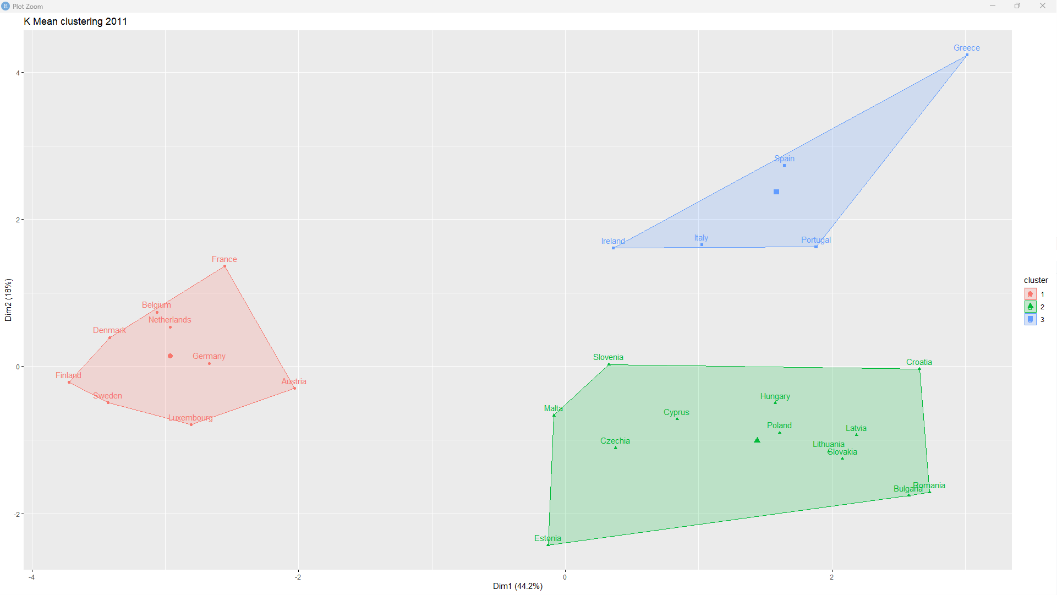 Plot Zoom
K Mean clustering 2011
Greece
4
Spain
2
Ireland
Italy
Portugal
France
Belgium
Netherlands
Denmark
Germany
Finland
Austria
Sweden
Luxembourg
0
Slovenia
Croatia
Hungary
Malta
Cyprus
Poland
Latvia
Czechia
Lithuania
Slovakia
Romania
Bulgaria
-2
Estonia
-4
-2
0
2
Dim1 (44.2%)
Dim2 (18%)
cluster
1
2
3